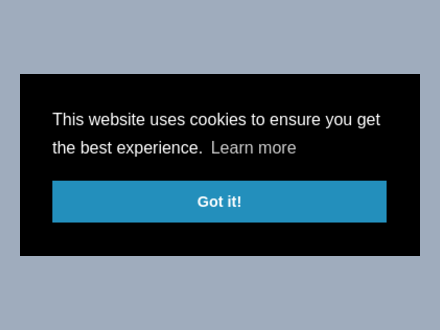 This website uses cookies to ensure you get
the best experience. Learn more
Got it!